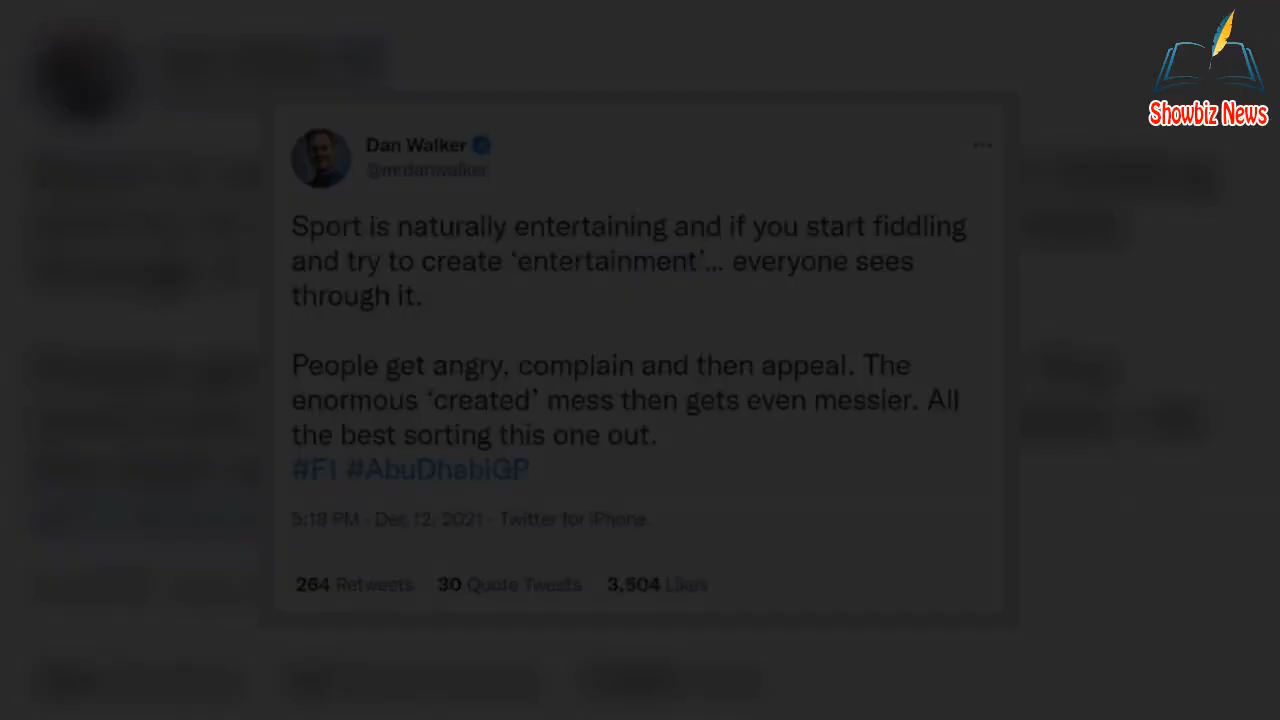 Showbiz News
Dan Walker
@mrdanwalker
Sport is naturally entertaining and if you start fiddling
and try to create ‘entertainment’... everyone sees
through it.
People get angry, complain and then appeal. The
enormous ‘created’ mess then gets even messier. All
the best sorting this one out.
#F1 #AbuDhabiGP
5:18 PM · Dec 12, 2021 · Twitter for iPhone
264 Retweets 30 Quote Tweets 3,504 Likes